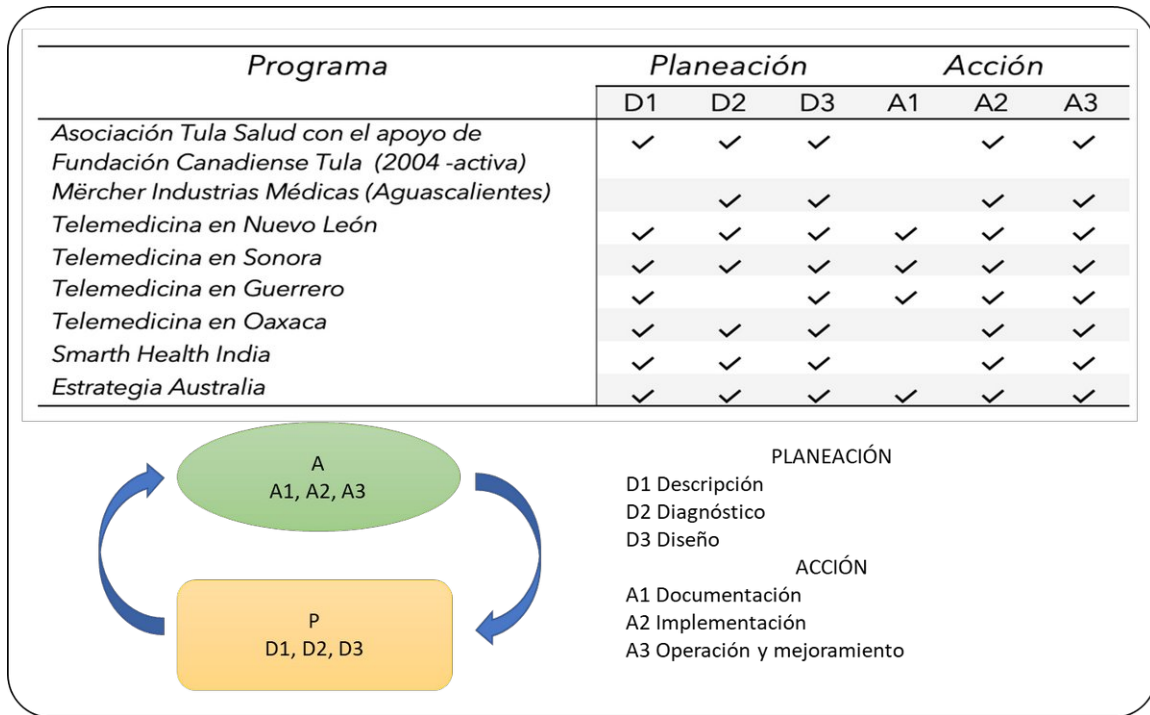 Programa Planeación Acción
D1 D2 D3 A1 A2 A3
Asociación Tula Salud con el apoyo de
Fundación Canadiense Tula (2004 -activa) ✓ ✓ ✓ ✓ ✓
Mërcher Industrias Médicas (Aguascalientes) ✓ ✓ ✓ ✓
Telemedicina en Nuevo León ✓ ✓ ✓ ✓ ✓ ✓
Telemedicina en Sonora ✓ ✓ ✓ ✓ ✓ ✓
Telemedicina en Guerrero ✓ ✓ ✓ ✓ ✓
Telemedicina en Oaxaca ✓ ✓ ✓ ✓ ✓
Smarth Health India ✓ ✓ ✓ ✓ ✓
Estrategia Australia ✓ ✓ ✓ ✓ ✓ ✓
A
A1, A2, A3
P
D1, D2, D3
PLANEACIÓN
D1 Descripción
D2 Diagnóstico
D3 Diseño
ACCIÓN
A1 Documentación
A2 Implementación
A3 Operación y mejoramiento